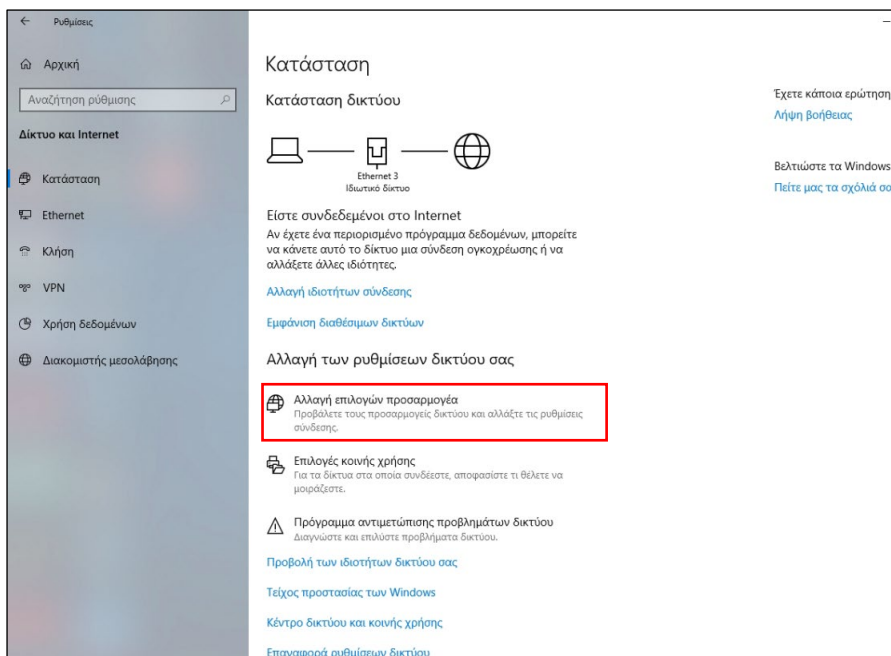 Ρυθμίσεις
Αρχική
Αναζήτηση ρύθμισης
Δίκτυο και Internet
Κατάσταση
Ethernet
Κλήση
VPN
Χρήση δεδομένων
Διακομιστής μεσολάβησης
Κατάσταση
Κατάσταση δικτύου
Ethernet 3
Ιδιωτικό δίκτυο
Είστε συνδεδεμένοι στο Internet
Αν έχετε ένα περιορισμένο πρόγραμμα δεδομένων, μπορείτε
να κάνετε αυτό το δίκτυο μια σύνδεση ογκοχρέωσης ή να
αλλάξετε άλλες ιδιότητες.
Αλλαγή ιδιοτήτων σύνδεσης
Εμφάνιση διαθέσιμων δικτύων
Αλλαγή των ρυθμίσεων δικτύου σας
Αλλαγή επιλογών προσαρμογέα
Προβάλετε τους προσαρμογείς δικτύου και αλλάξτε τις ρυθμίσεις
σύνδεσης.
Επιλογές κοινής χρήσης
Για τα δίκτυα στα οποία συνδέεστε, αποφασίστε τι θέλετε να
μοιράζεστε.
Πρόγραμμα αντιμετώπισης προβλημάτων δικτύου
Διαγνώστε και επιλύστε προβλήματα δικτύου.
Προβολή των ιδιοτήτων δικτύου σας
Τείχος προστασίας των Windows
Κέντρο δικτύου και κοινής χρήσης
Επαναφορά ρυθμίσεων δικτύου
Έχετε κάποια ερώτηση
Λήψη βοήθειας
Βελτιώστε τα Windows
Πείτε μας τα σχόλιά